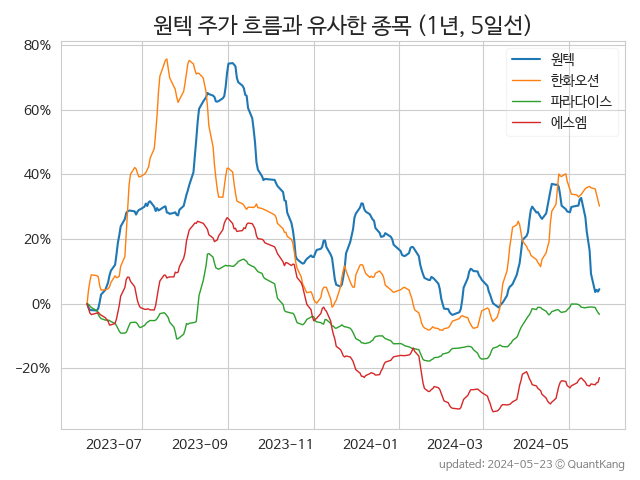 원텍 주가 흐름과 유사한 종목 (1년, 5일선)
원텍
한화오션
파라다이스
에스엠
80%
60%
40%
20%
0%
−20%
2023-07 2023-09 2023-11 2024-01 2024-03 2024-05
updated: 2024-05-23 ⓒ QuantKang